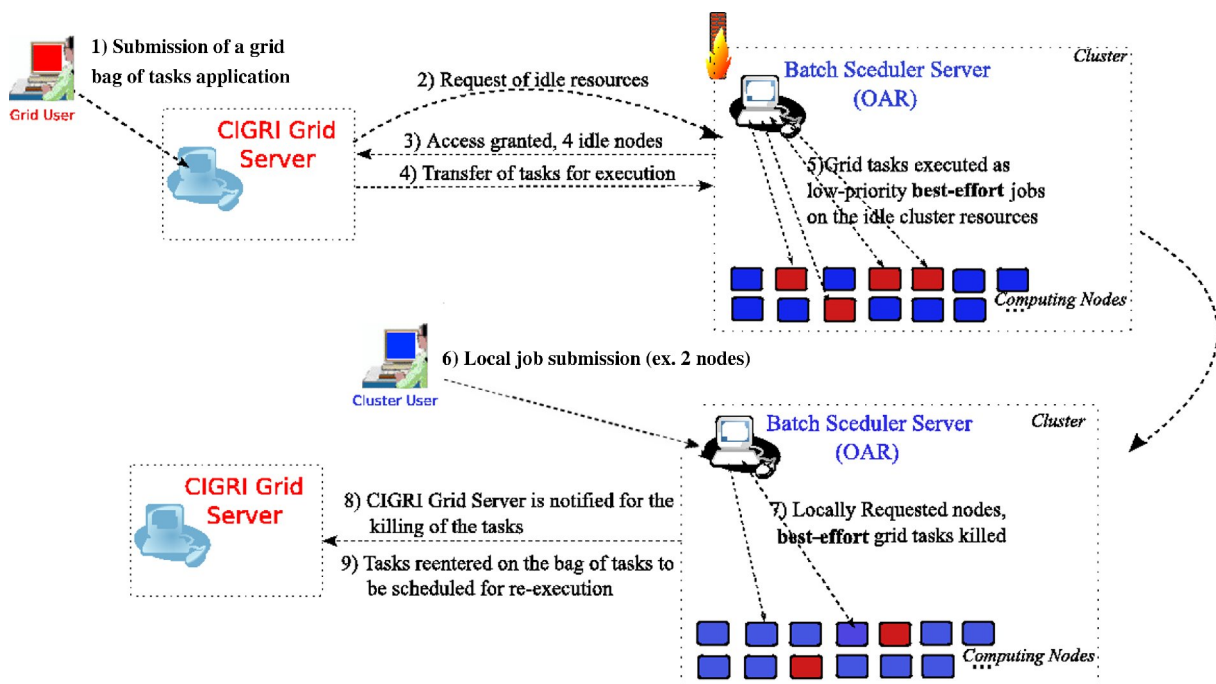 1) Submission of a grid
bag of tasks application
Grid User
CIGRI Grid
Server
2) Request of idle resources
3) Access granted, 4 idle nodes
4) Transfer of tasks for execution
Cluster
Batch Sceduler Server
(OAR)
5)Grid tasks executed as
low-priority best-effort jobs
on the idle cluster resources
Computing Nodes
...
6) Local job submission (ex. 2 nodes)
Cluster User
Cluster
Batch Sceduler Server
(OAR)
7) Locally Requested nodes,
best-effort grid tasks killed
CIGRI Grid
Server
8) CIGRI Grid Server is notified for the
killing of the tasks
9) Tasks reentered on the bag of tasks to
be scheduled for re-execution
Computing Nodes
...